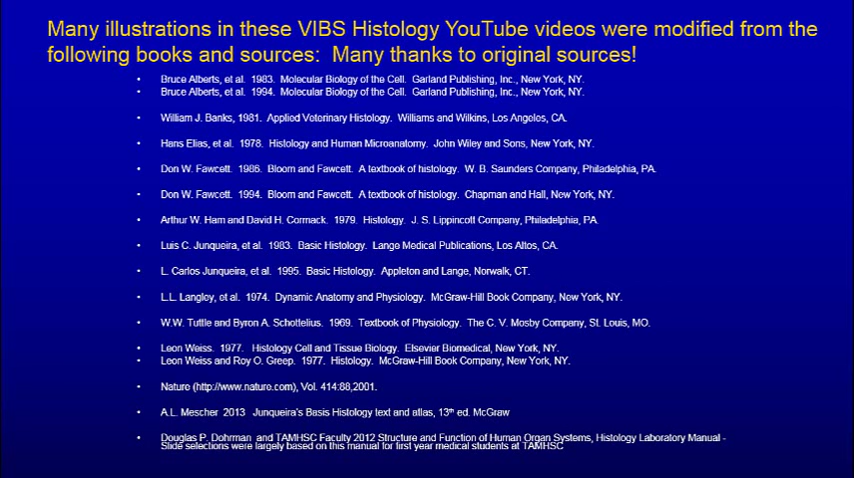 Many illustrations in these VIBS Histology YouTube videos were modified from the
following books and sources:  Many thanks to original sources!
• Bruce Alberts, et al.  1983.  Molecular Biology of the Cell.  Garland Publishing, Inc., New York, NY.
• Bruce Alberts, et al.  1994.  Molecular Biology of the Cell.  Garland Publishing, Inc., New York, NY.
• William J. Banks, 1981.  Applied Veterinary Histology.  Williams and Wilkins, Los Angeles, CA.
• Hans Elias, et al.  1978.  Histology and Human Microanatomy.  John Wiley and Sons, New York, NY.
• Don W. Fawcett.  1986.  Bloom and Fawcett.  A textbook of histology.  W. B. Saunders Company, Philadelphia, PA.
• Don W. Fawcett.  1994.  Bloom and Fawcett.  A textbook of histology.  Chapman and Hall, New York, NY.
• Arthur W. Ham and David H. Cormack.  1979.  Histology.  J. S. Lippincott Company, Philadelphia, PA.
• Luis C. Junqueira, et al.  1983.  Basic Histology.  Lange Medical Publications, Los Altos, CA.
• L. Carlos Junqueira, et al.  1995.  Basic Histology.  Appleton and Lange, Norwalk, CT.
• L.L. Langley, et al.  1974.  Dynamic Anatomy and Physiology.  McGraw-Hill Book Company, New York, NY.
• W.W. Tuttle and Byron A. Schottelius.  1969.  Textbook of Physiology.  The C. V. Mosby Company, St. Louis, MO.
• Leon Weiss.  1977.  Histology Cell and Tissue Biology.  Elsevier Biomedical, New York, NY.
• Leon Weiss and Roy O. Greep.  1977.  Histology.  McGraw-Hill Book Company, New York, NY.
• Nature (http://www.nature.com), Vol. 414:88,2001.
• A.L. Mescher  2013  Junqueira's Basis Histology text and atlas, 13th ed. McGraw
• Douglas P. Dohrman  and TAMHSC Faculty 2012 Structure and Function of Human Organ Systems, Histology Laboratory Manual -
Slide selections were largely based on this manual for first year medical students at TAMHSC